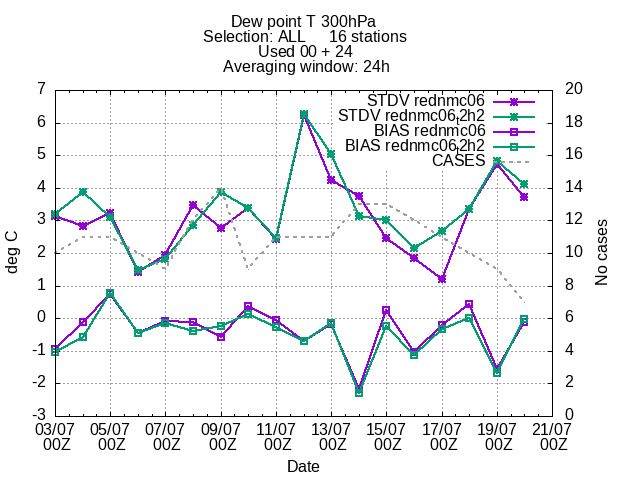 Dew point T 300hPa
Selection: ALL 16 stations
Used 00 + 24
Averaging window: 24h
STDV rednmc06
STDV rednmc06,2h2
BIAS rednmc06
BIAS rednmc06,2h2
CASES
deg C
7
6
5
4
3
2
1
0
-1
-2
-3
No cases
20
18
16
14
12
10
8
6
4
2
0
03/07 05/07 07/07 09/07 11/07 13/07 15/07 17/07 19/07 21/07
00Z 00Z 00Z 00Z 00Z 00Z 00Z 00Z 00Z 00Z
Date